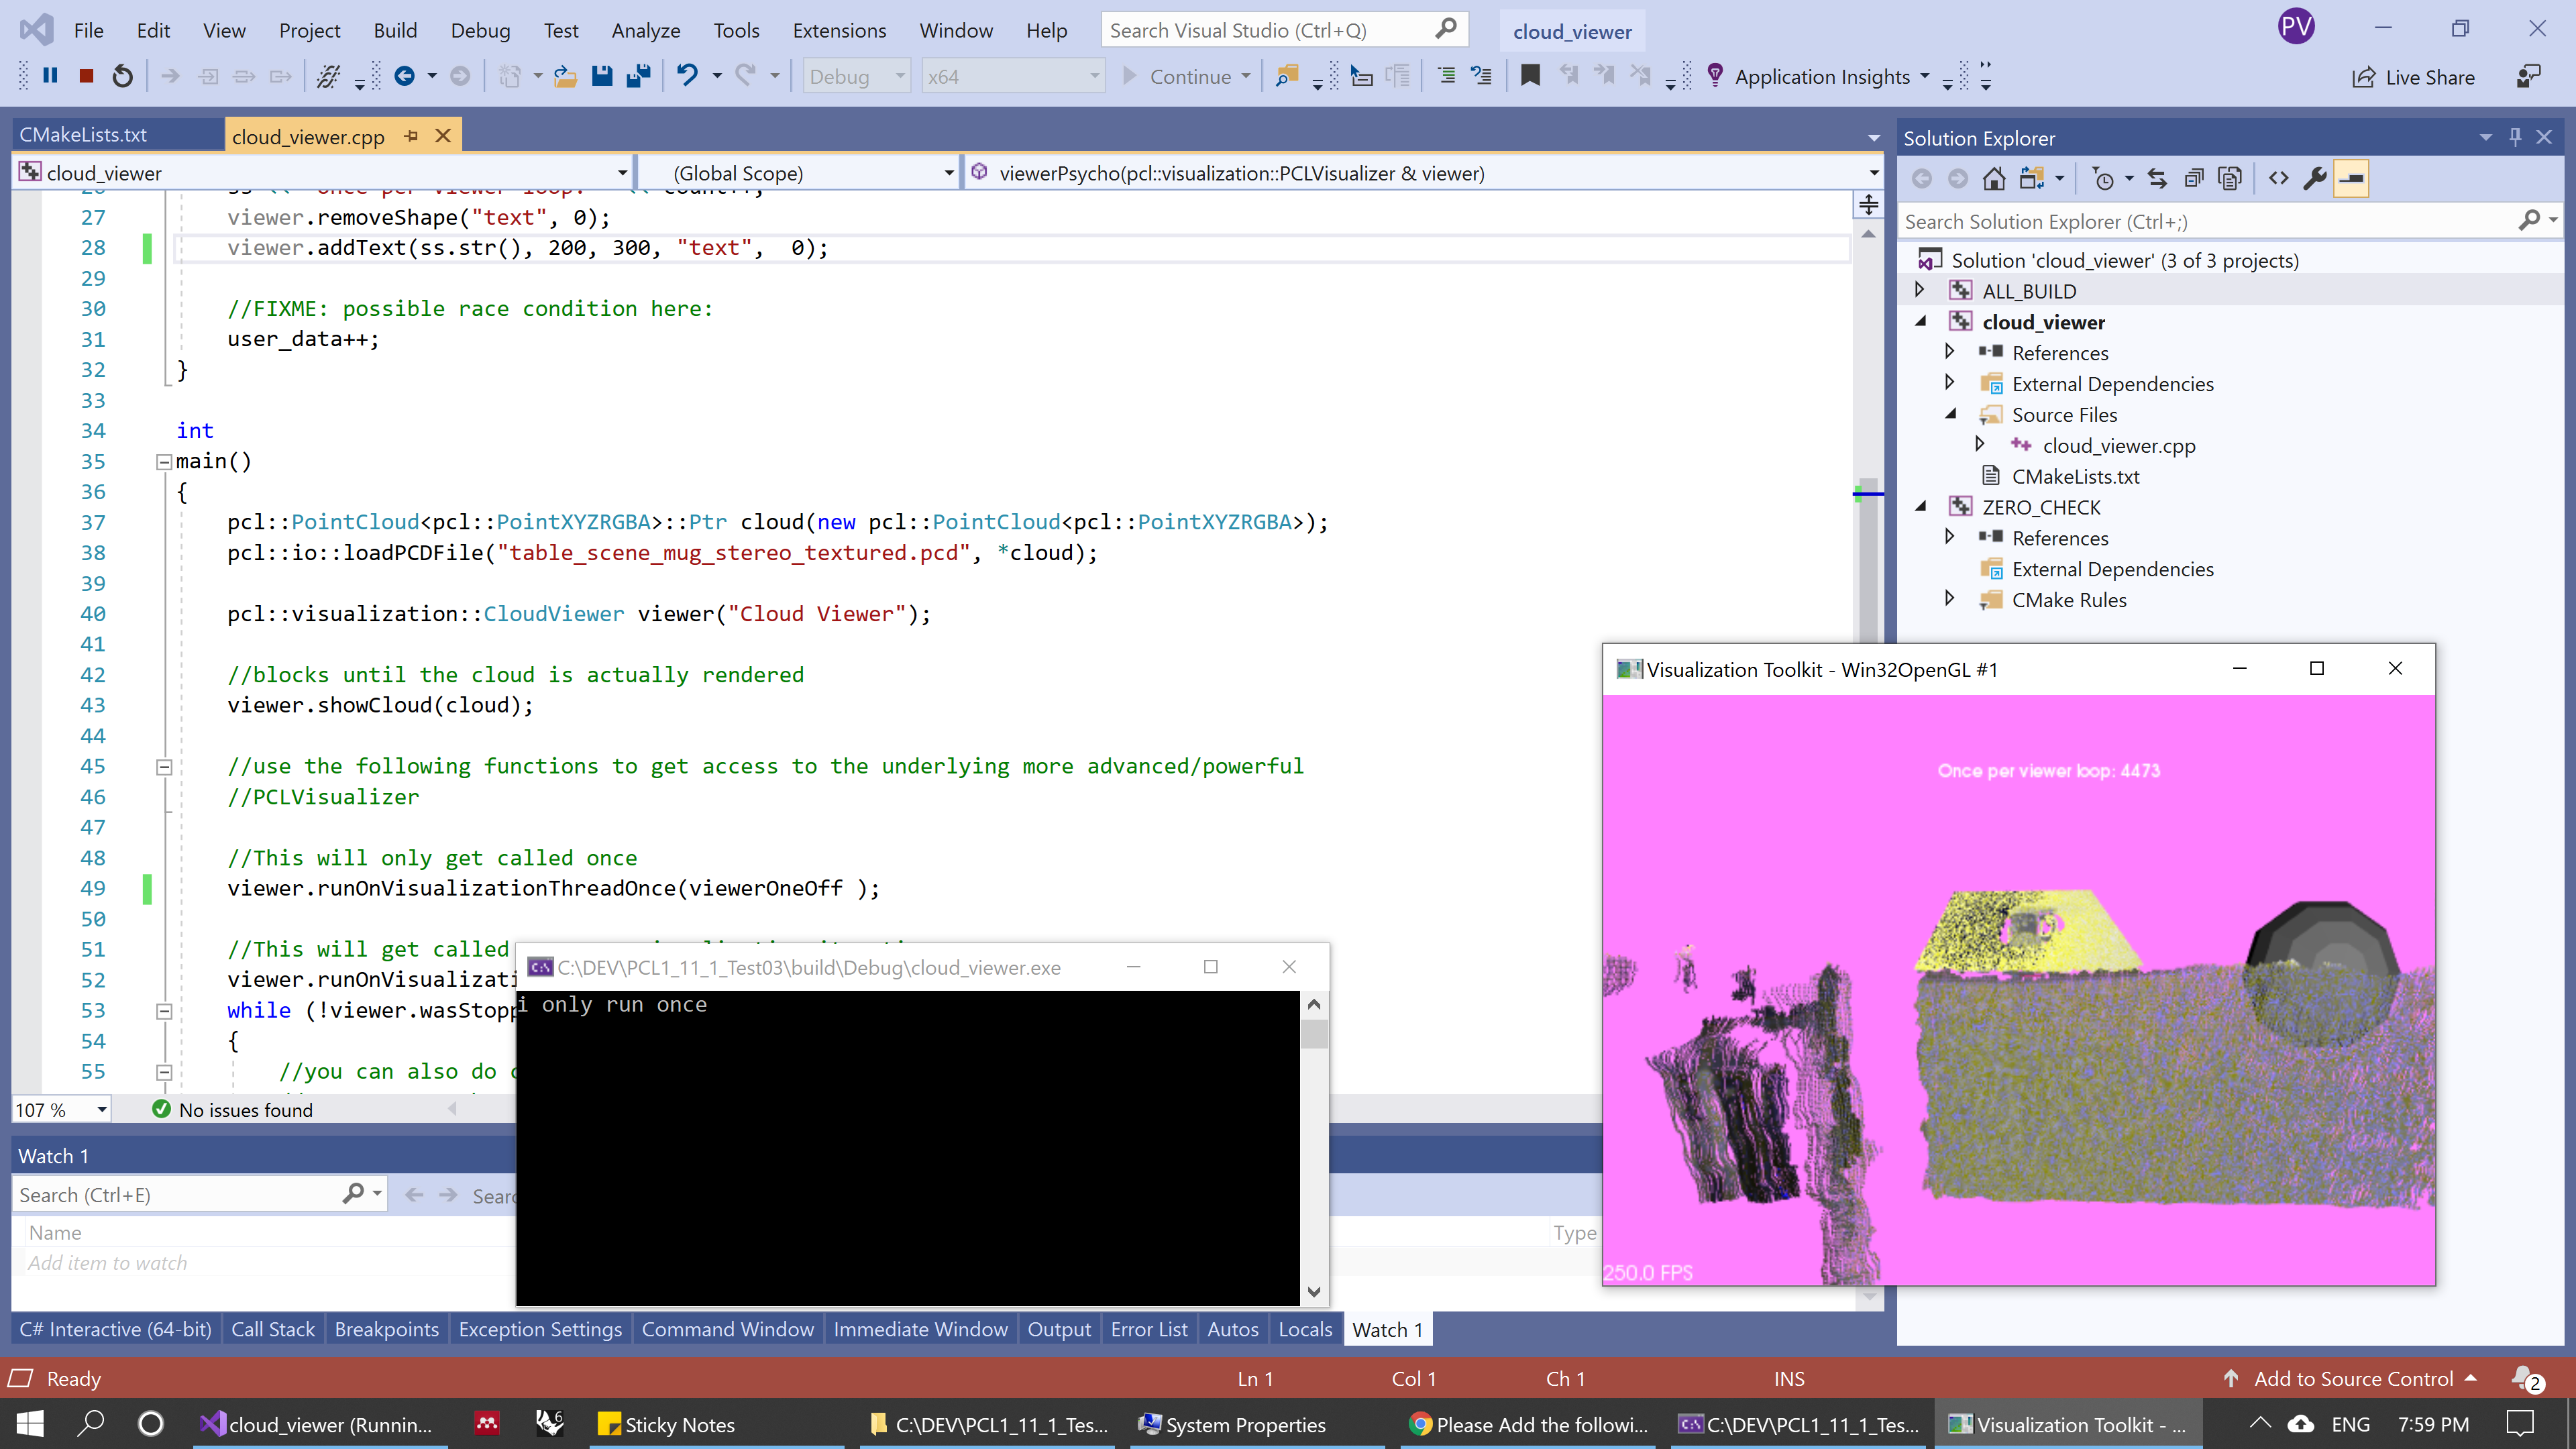 File Edit View Project Build Debug Test Analyze Tools Extensions Window Help Search Visual Studio (Ctrl+Q) cloud_viewer PV
Debug x64 Continue Application Insights Live Share
CMakeLists.txt cloud_viewer.cpp
cloud_viewer (Global Scope) viewerPsycho(pcl::visualization::PCLVisualizer & viewer)
27 viewer.removeShape("text", 0);
28 viewer.addText(ss.str(), 200, 300, "text", 0);
29
30 //FIXME: possible race condition here:
31 user_data++;
32 }
33
34 int
35 main()
36 {
37 pcl::PointCloud<pcl::PointXYZRGBA>::Ptr cloud(new pcl::PointCloud<pcl::PointXYZRGBA>);
38 pcl::io::loadPCDFile("table_scene_mug_stereo_textured.pcd", *cloud);
39
40 pcl::visualization::CloudViewer viewer("Cloud Viewer");
41
42 //blocks until the cloud is actually rendered
43 viewer.showCloud(cloud);
44
45 //use the following functions to get access to the underlying more advanced/powerful
46 //PCLVisualizer
47
48 //This will only get called once
49 viewer.runOnVisualizationThreadOnce(viewerOneOff );
50
51 //This will get called
52 viewer.runOnVisualizati
53 while (!viewer.wasStopp
54 {
55 //you can also do
107 % No issues found
Solution Explorer
Search Solution Explorer (Ctrl+;)
Solution 'cloud_viewer' (3 of 3 projects)
ALL_BUILD
cloud_viewer
References
External Dependencies
Source Files
cloud_viewer.cpp
CMakeLists.txt
ZERO_CHECK
References
External Dependencies
CMake Rules
Visualization Toolkit - Win32OpenGL #1
Once per viewer loop: 4473
250.0 FPS
C:\DEV\PCL1_11_1_Test03\build\Debug\cloud_viewer.exe
i only run once
Watch 1
Search (Ctrl+E) Searc
Name Type
Add item to watch
C# Interactive (64-bit) Call Stack Breakpoints Exception Settings Command Window Immediate Window Output Error List Autos Locals Watch 1
Ready Ln 1 Col 1 Ch 1 INS Add to Source Control 2
cloud_viewer (Runnin... 6 Sticky Notes C:\DEV\PCL1_11_1_Tes... System Properties Please Add the followi... C:\DEV\PCL1_11_1_Tes... Visualization Toolkit - ... ENG 7:59 PM